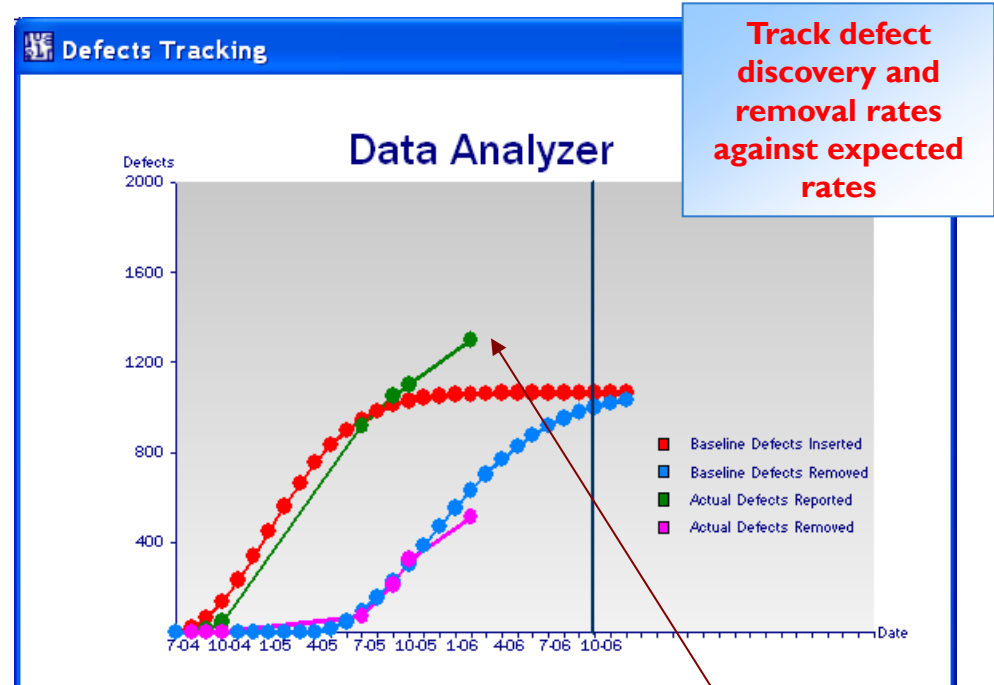 Defects Tracking
Track defect
discovery and
removal rates
against expected
rates
Data Analyzer
Defects
2000
1600
1200
800
400
Baseline Defects Inserted
Baseline Defects Removed
Actual Defects Reported
Actual Defects Removed
7-04 10-04 1-05 4-05 7-05 10-05 1-06 4-06 7-06 10-06
Date